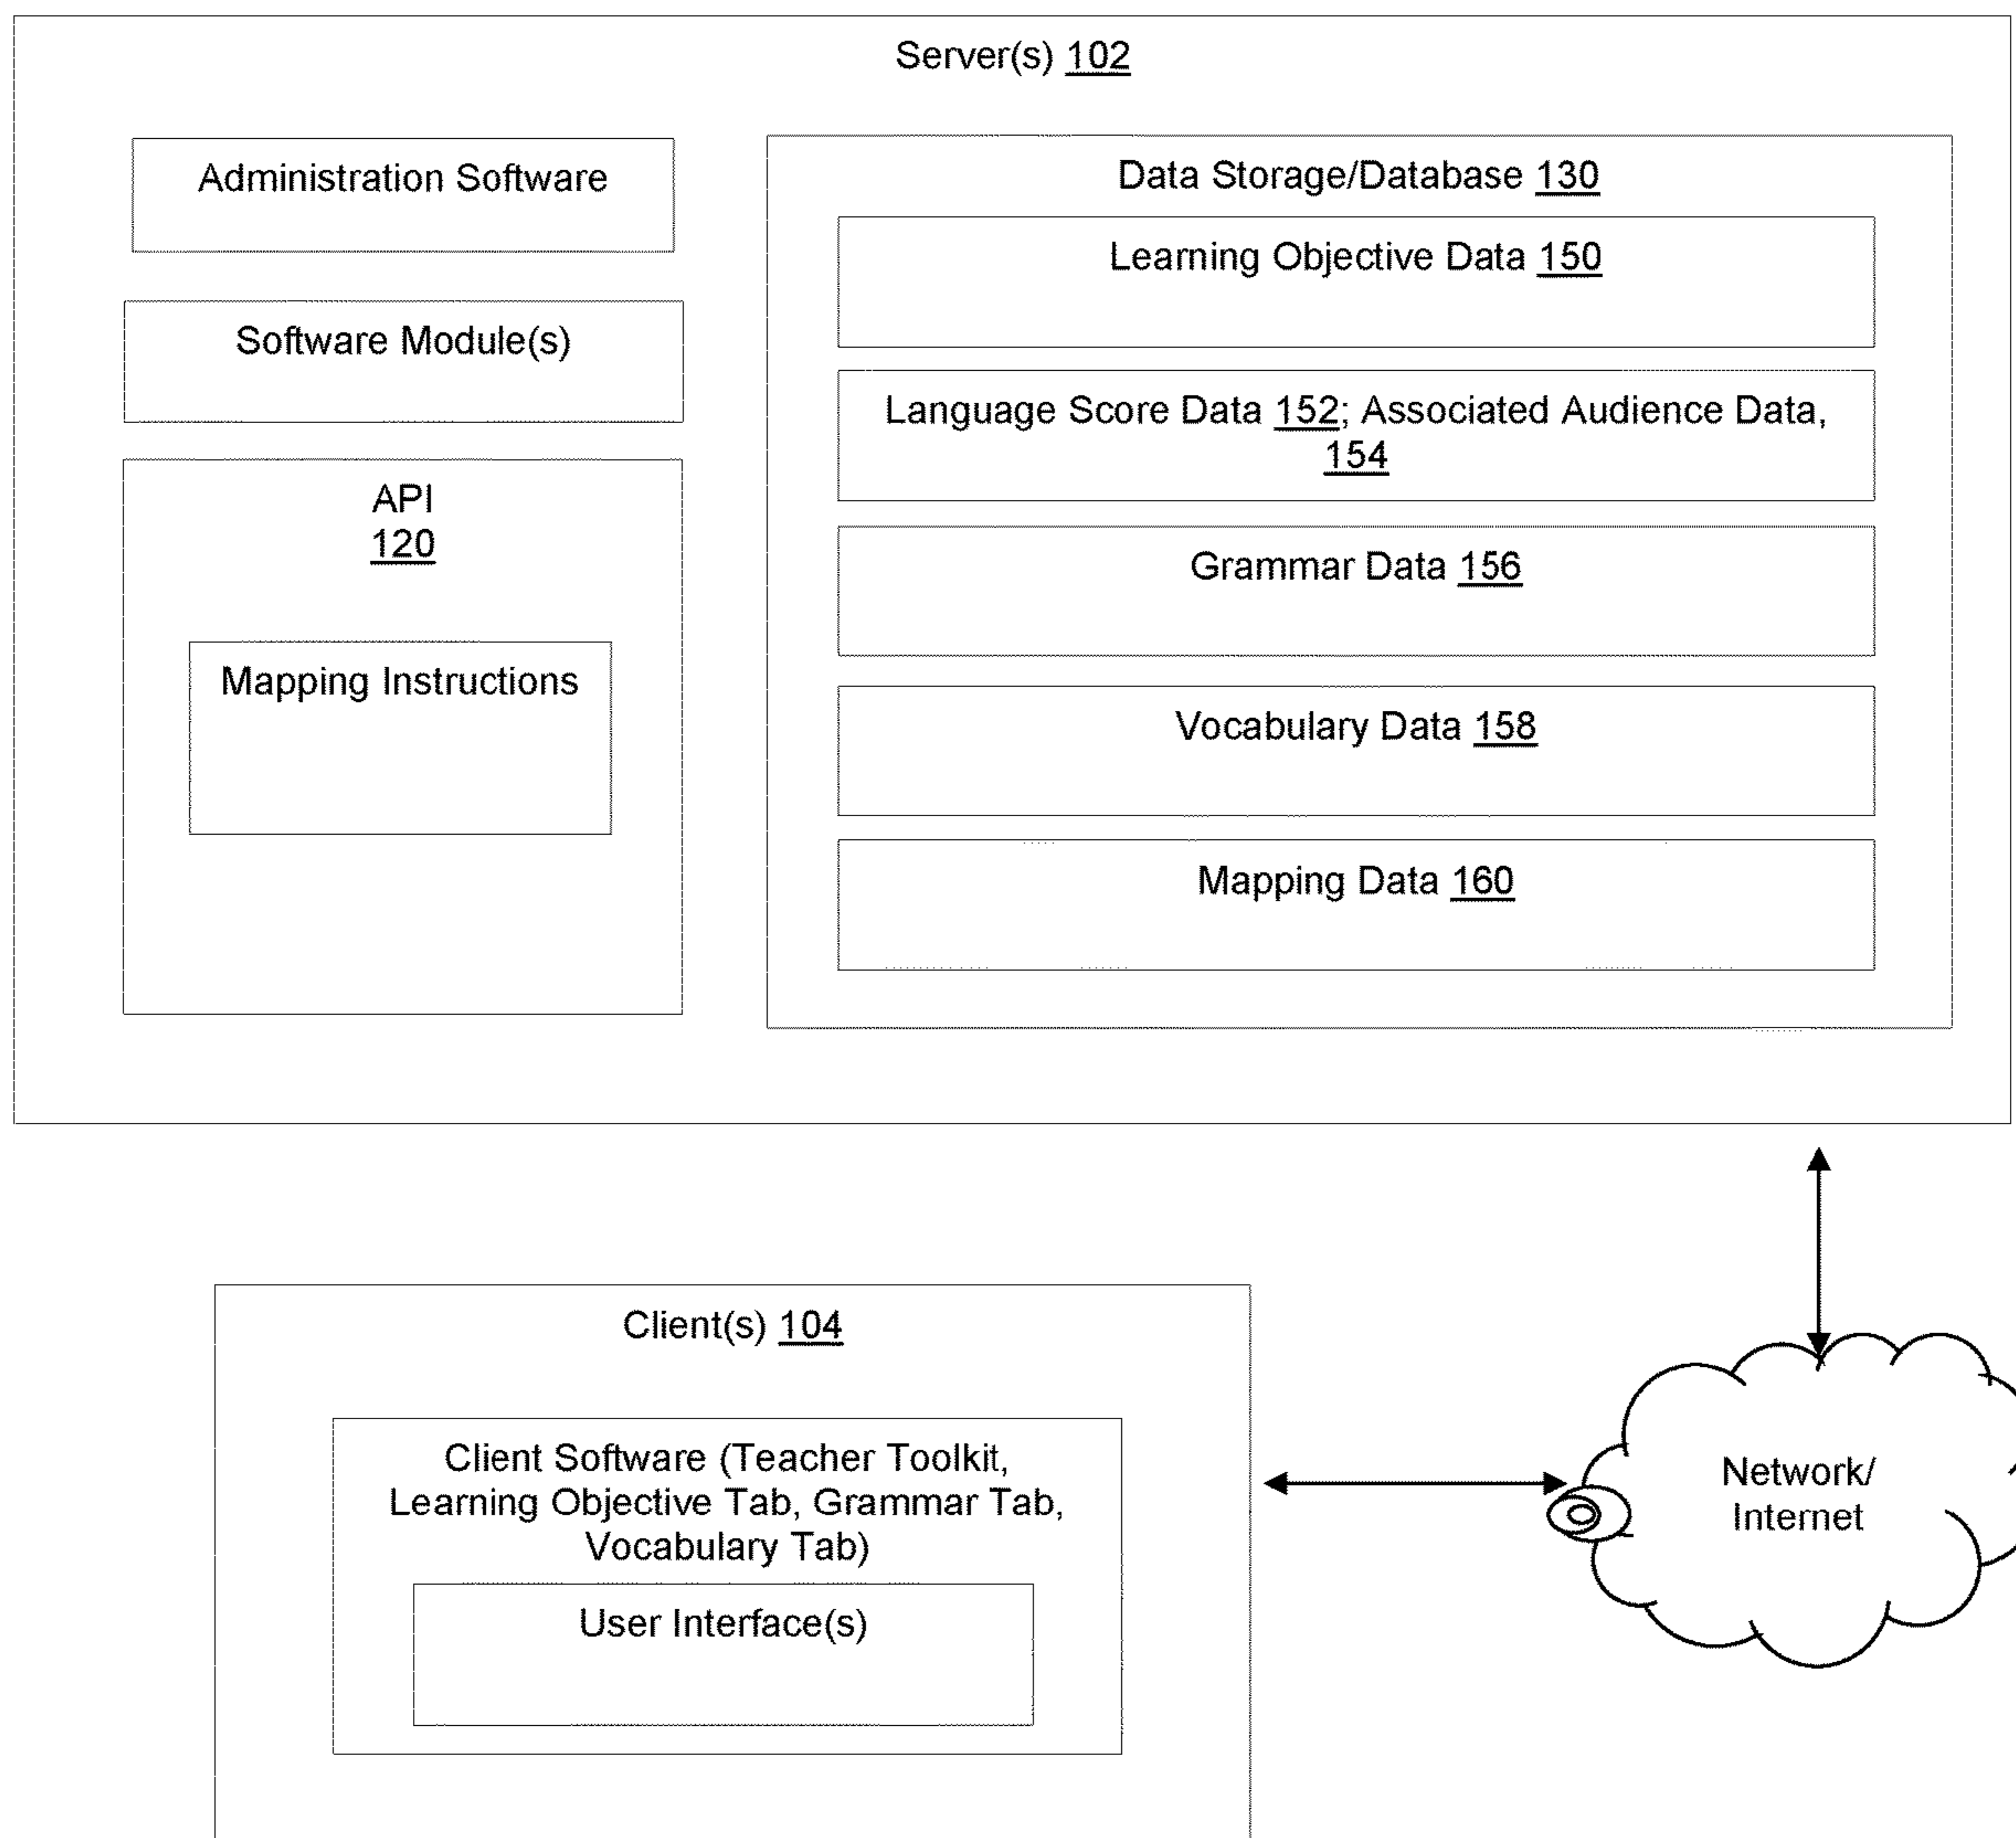 Server(s) 102
Administration Software
Software Module(s)
API
120
Mapping Instructions
Data Storage/Database 130
Learning Objective Data 150
Language Score Data 152; Associated Audience Data,
154
Grammar Data 156
Vocabulary Data 158
Mapping Data 160
Client(s) 104
Client Software (Teacher Toolkit,
Learning Objective Tab, Grammar Tab,
Vocabulary Tab)
User Interface(s)
Network/
Internet